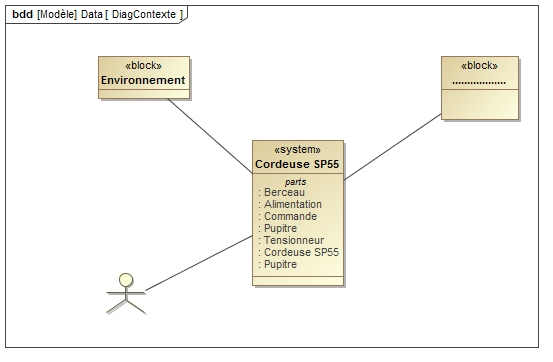 bdd [Modèle] Data [ DiagContexte ]
«block»
Environnement
«block»
..................
«system»
Cordeuse SP55
parts
: Berceau
: Alimentation
: Commande
: Pupitre
: Tensionneur
: Cordeuse SP55
: Pupitre